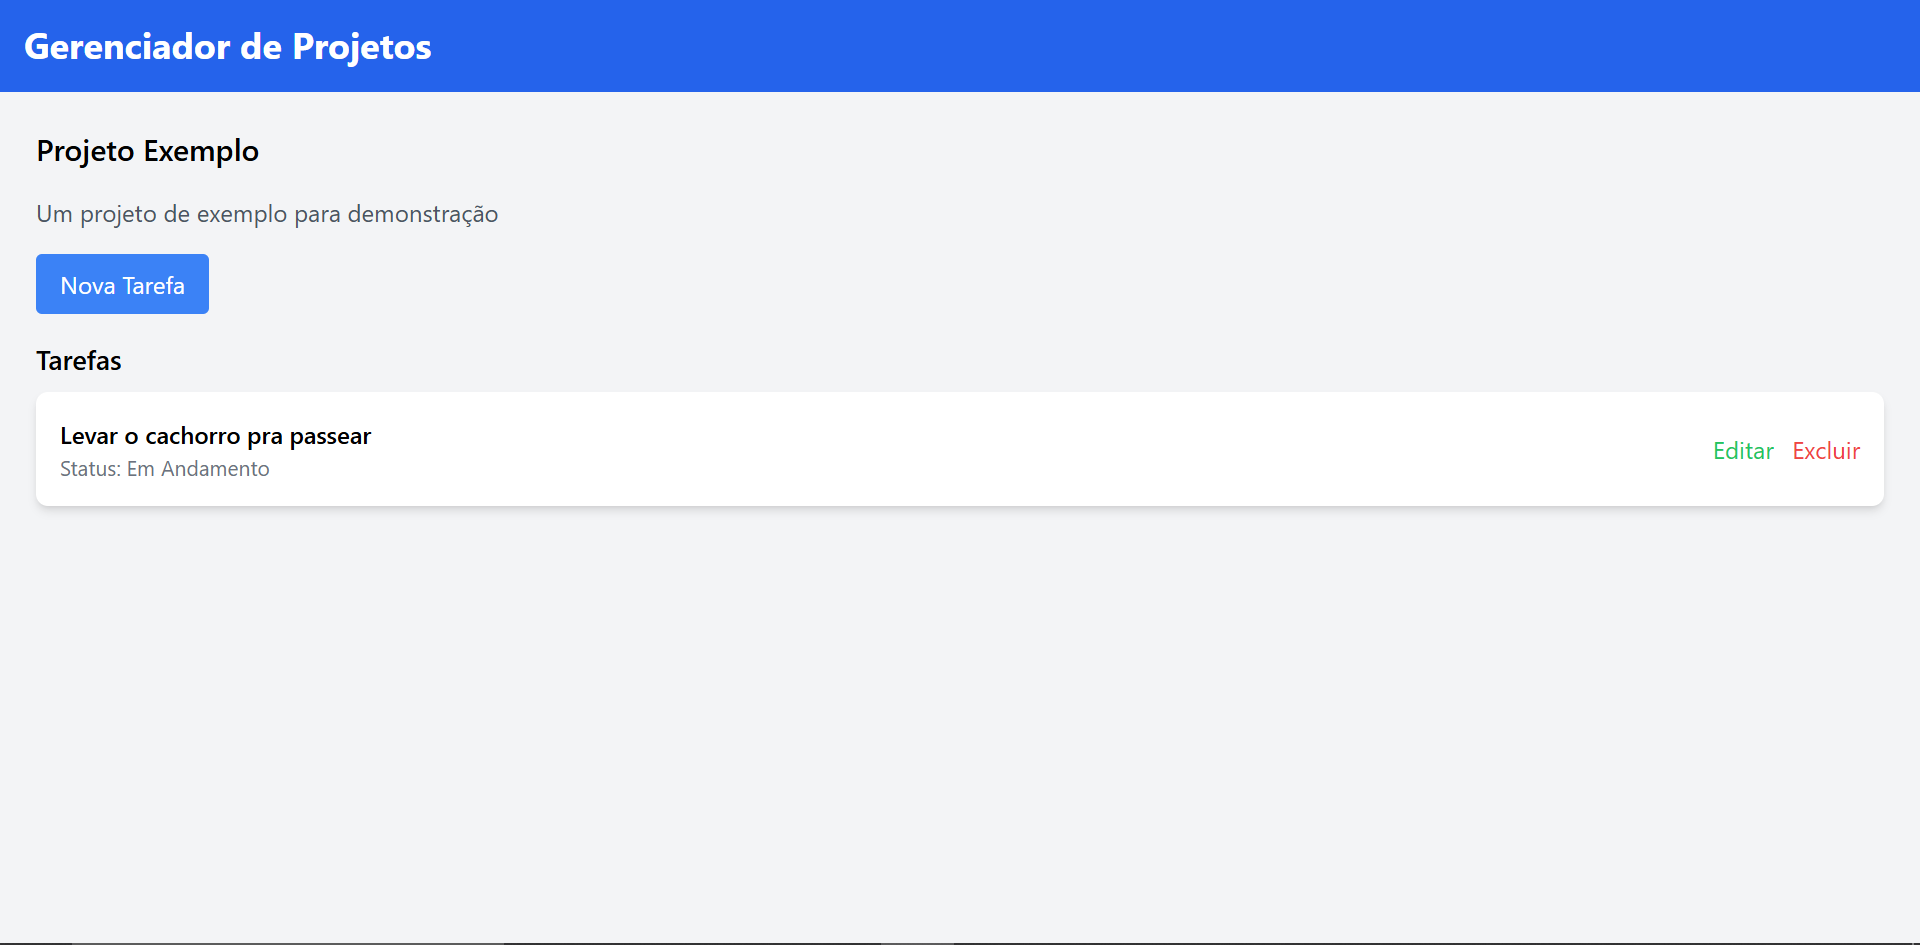 Gerenciador de Projetos
Projeto Exemplo
Um projeto de exemplo para demonstração
Nova Tarefa
Tarefas
Levar o cachorro pra passear
Status: Em Andamento
Editar Excluir